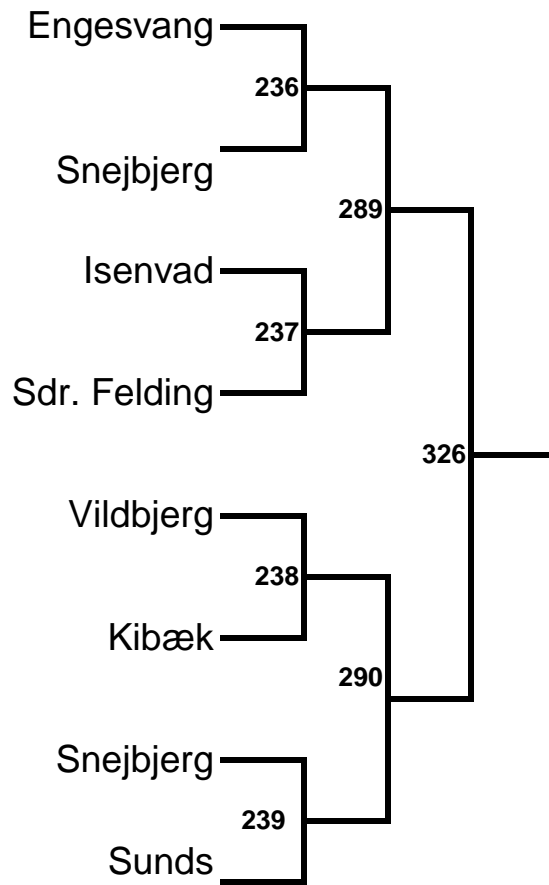 Engesvang
236
Snejbjerg
289
Isenvad
237
Sdr. Felding
326
Vildbjerg
238
Kibæk
290
Snejbjerg
239
Sunds